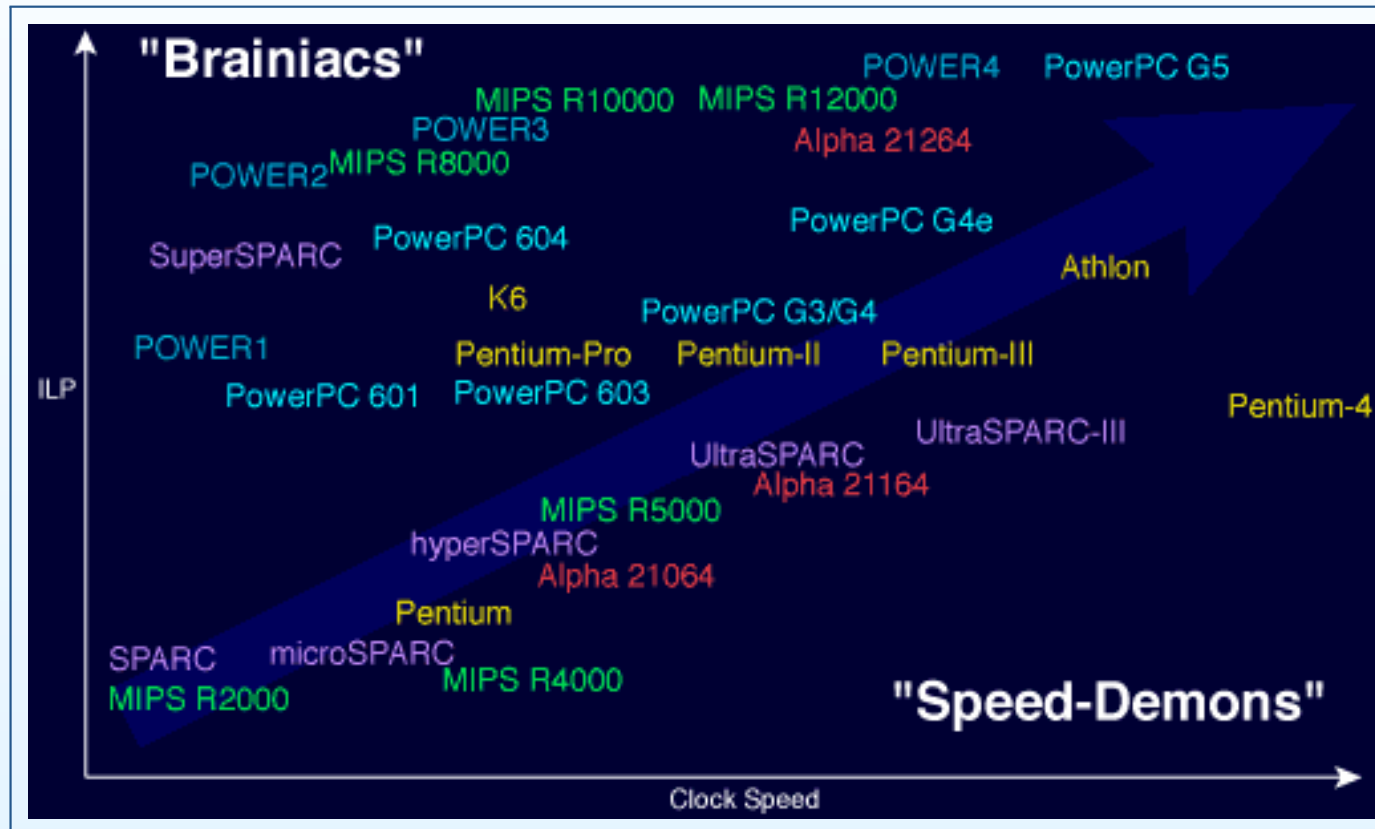 "Brainiacs"
POWER4
PowerPC G5
MIPS R10000
MIPS R12000
POWER3
Alpha 21264
MIPS R8000
POWER2
PowerPC G4e
PowerPC 604
SuperSPARC
Athlon
K6
PowerPC G3/G4
POWER1
Pentium-Pro
Pentium-II
Pentium-III
ILP
PowerPC 601
PowerPC 603
Pentium-4
UltraSPARC-III
UltraSPARC
Alpha 21164
MIPS R5000
hyperSPARC
Alpha 21064
Pentium
SPARC
microSPARC
MIPS R4000
MIPS R2000
"Speed-Demons"
Clock Speed